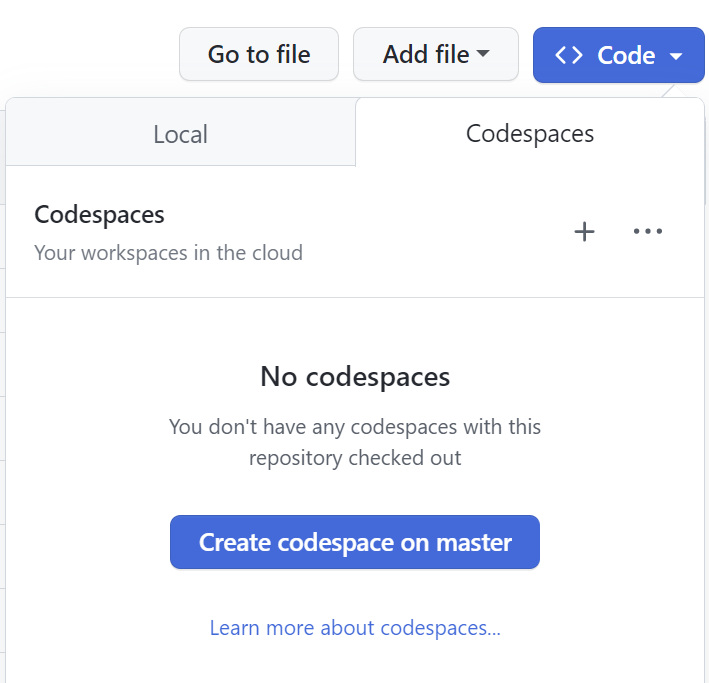 Go to file
Add file
<> Code
Local
Codespaces
Codespaces
Your workspaces in the cloud
No codespaces
You don't have any codespaces with this
repository checked out
Create codespace on master
Learn more about codespaces...